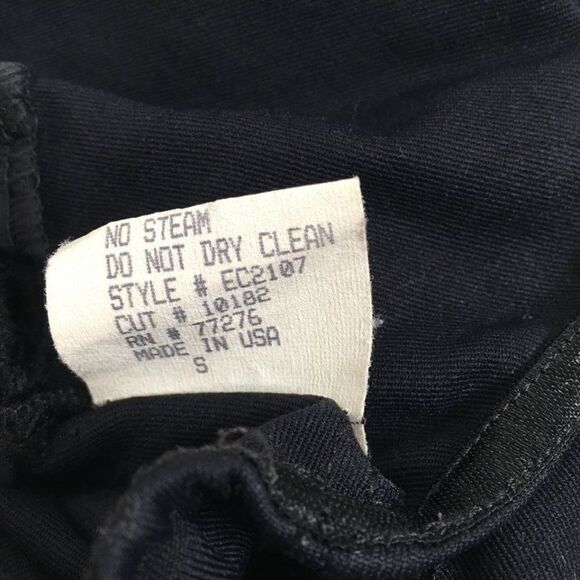 NO STEAM
DO NOT DRY CLEAN
STYLE # EC2107
CUT # 10182
RN # 77276
MADE IN USA
S